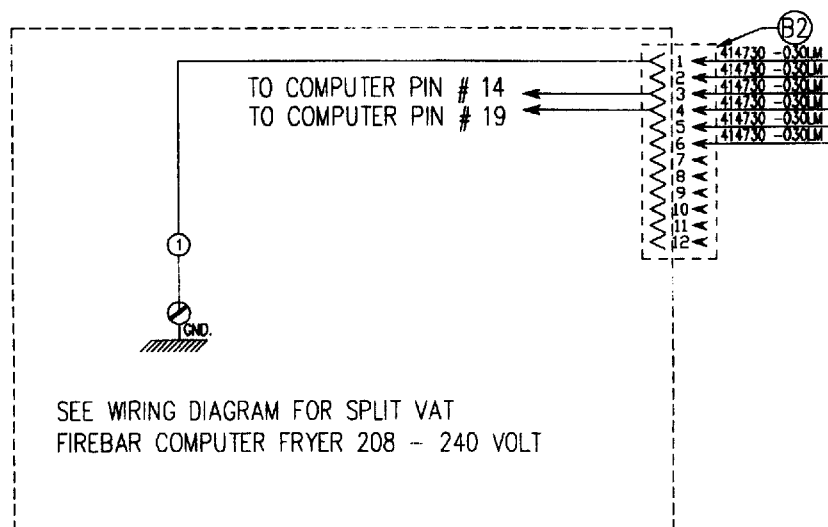 B2
1 414730 -030LM
2 414730 -030LM
TO COMPUTER PIN # 14 3 414730 -030LM
TO COMPUTER PIN # 19 4 414730 -030LM
5 414730 -030LM
6 414730 -030LM
7
8
9
10
11
12
1
GND.
SEE WIRING DIAGRAM FOR SPLIT VAT
FIREBAR COMPUTER FRYER 208 - 240 VOLT